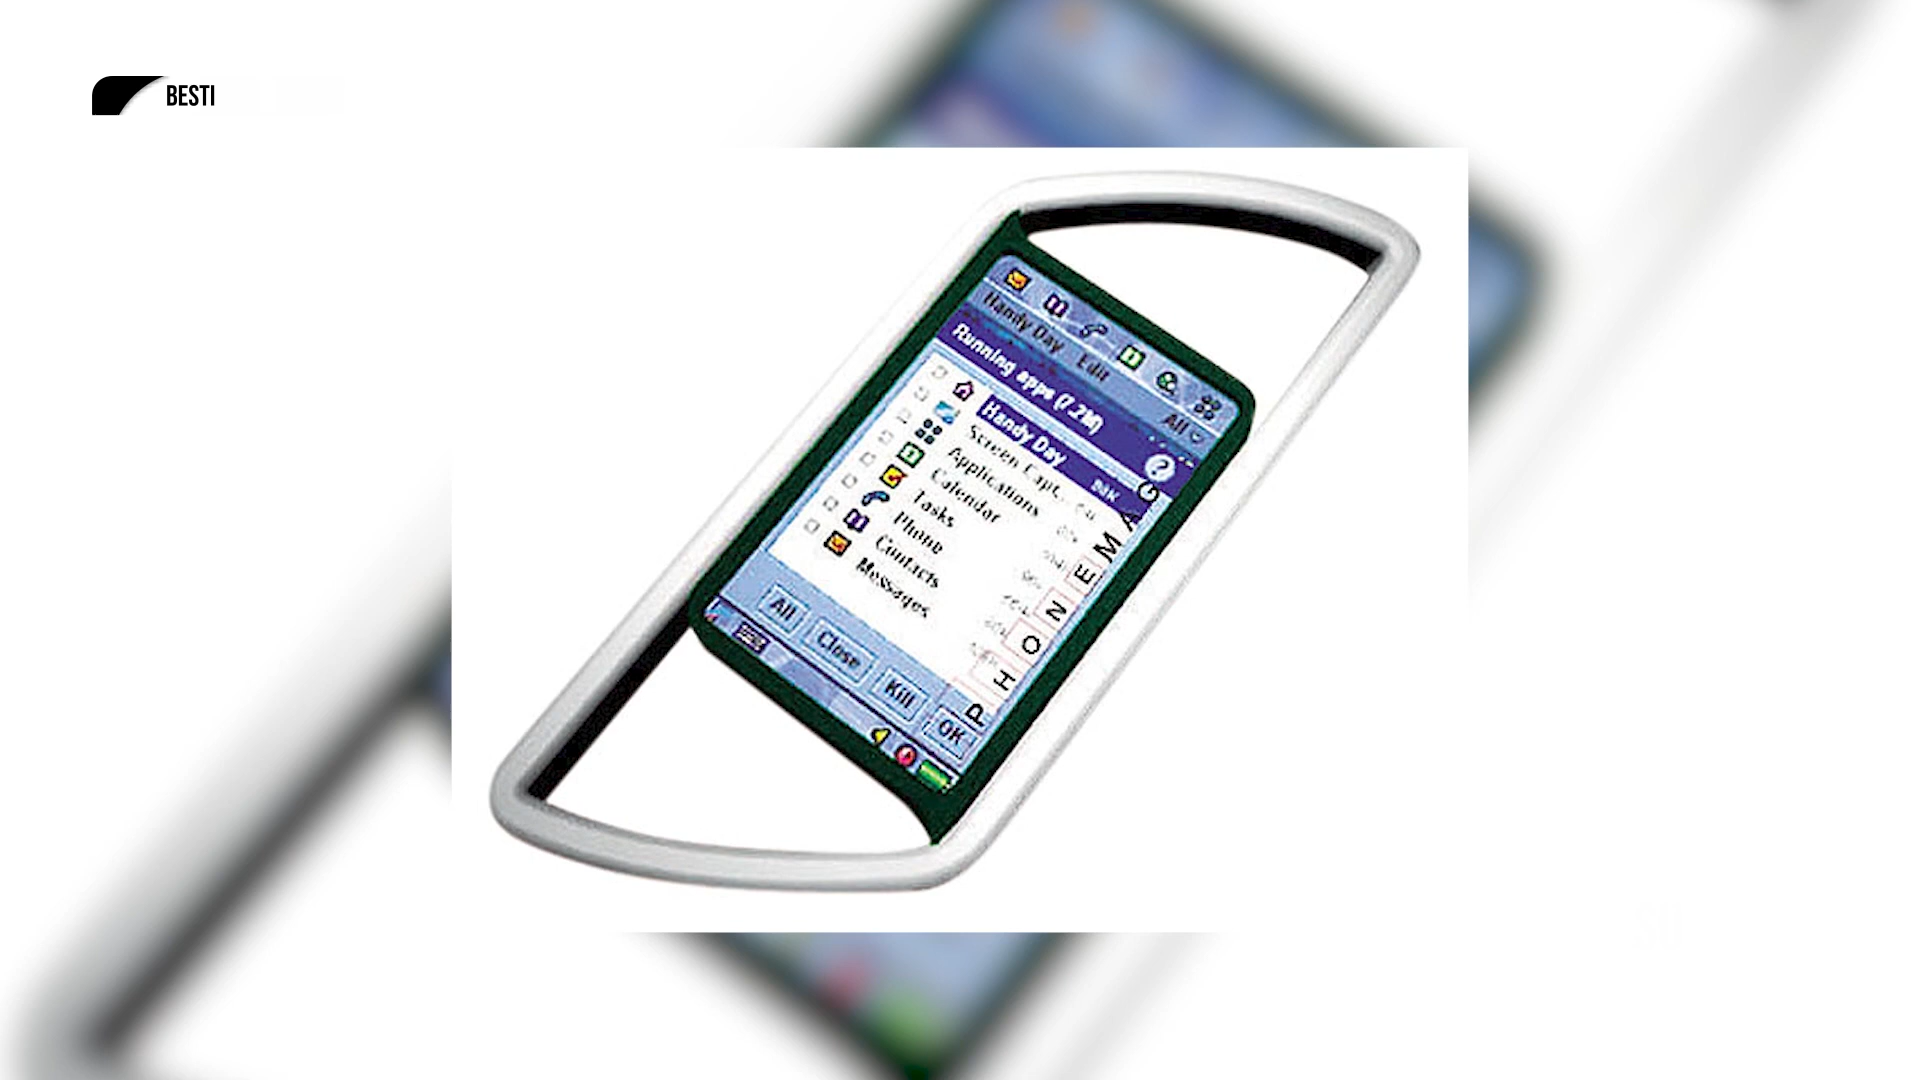 BESTI
Handy Day Edit
All
Running apps (7.2M)
Handy Day
Screen Capt...
Applications
Calendar
Tasks
Phone
Contacts
Messages
All Close Kill OK
PHONEMA